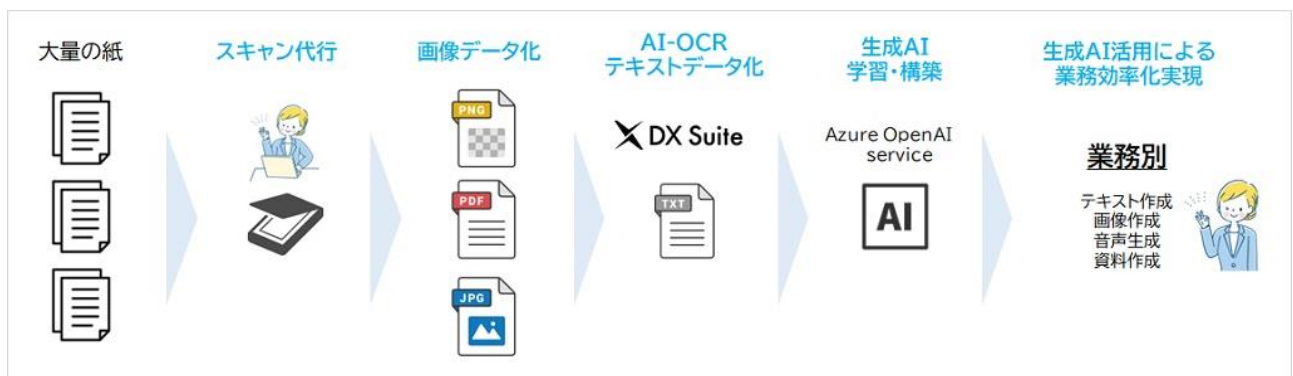 大量の紙
スキャン代行
画像データ化
AI-OCR
テキストデータ化
生成AI
学習・構築
生成AI活用による
業務効率化実現
PNG
PDF
JPG
DX Suite
TXT
Azure OpenAI
service
AI
業務別
テキスト作成
画像作成
音声生成
資料作成